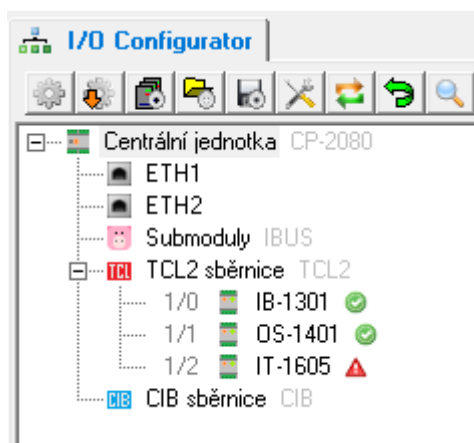 I/O Configurator
Centrální jednotka CP-2080
ETH1
ETH2
Submoduly IBUS
TCL TCL2 sběrnice TCL2
1/0 IB-1301
1/1 OS-1401
1/2 IT-1605
CIB CIB sběrnice CIB